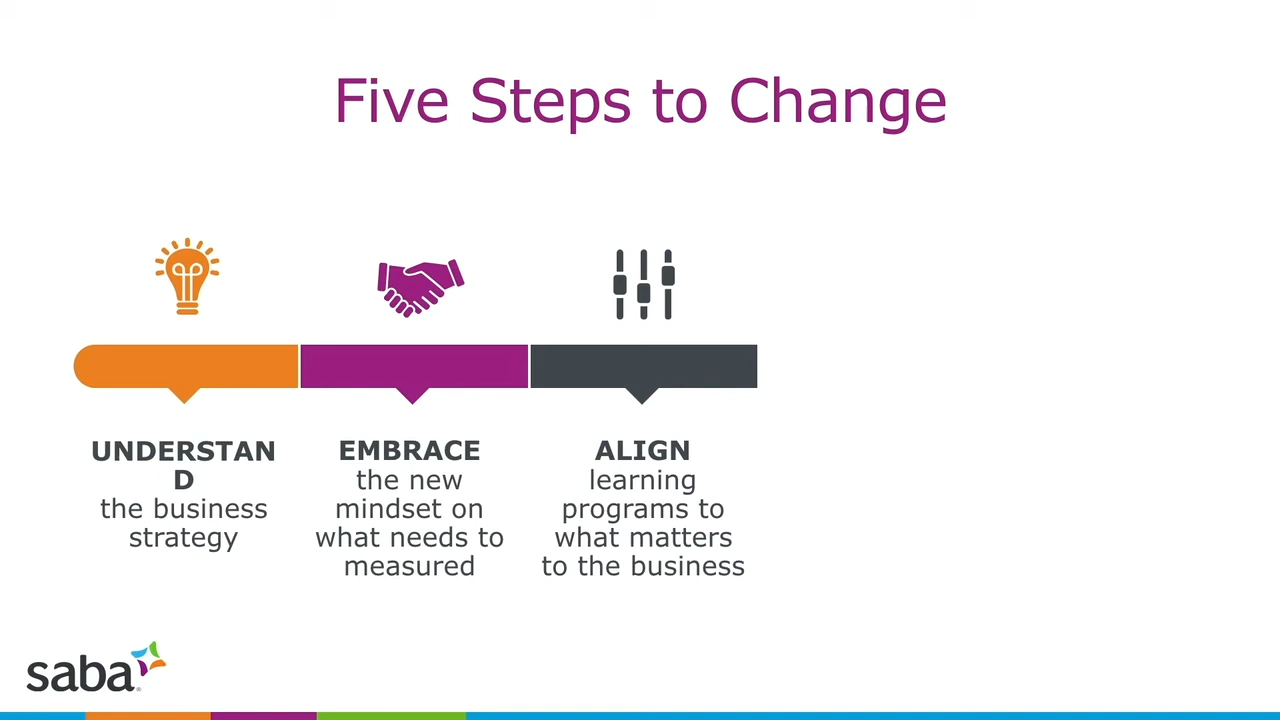 Five Steps to Change
UNDERSTAN
D
the business
strategy
EMBRACE
the new
mindset on
what needs to
measured
ALIGN
learning
programs to
what matters
to the business
saba